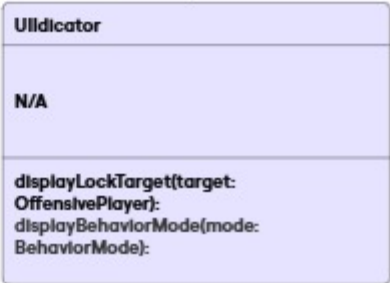 UIIdicator
N/A
displayLockTarget(target:
OffensivePlayer):
displayBehaviorMode(mode:
BehaviorMode):